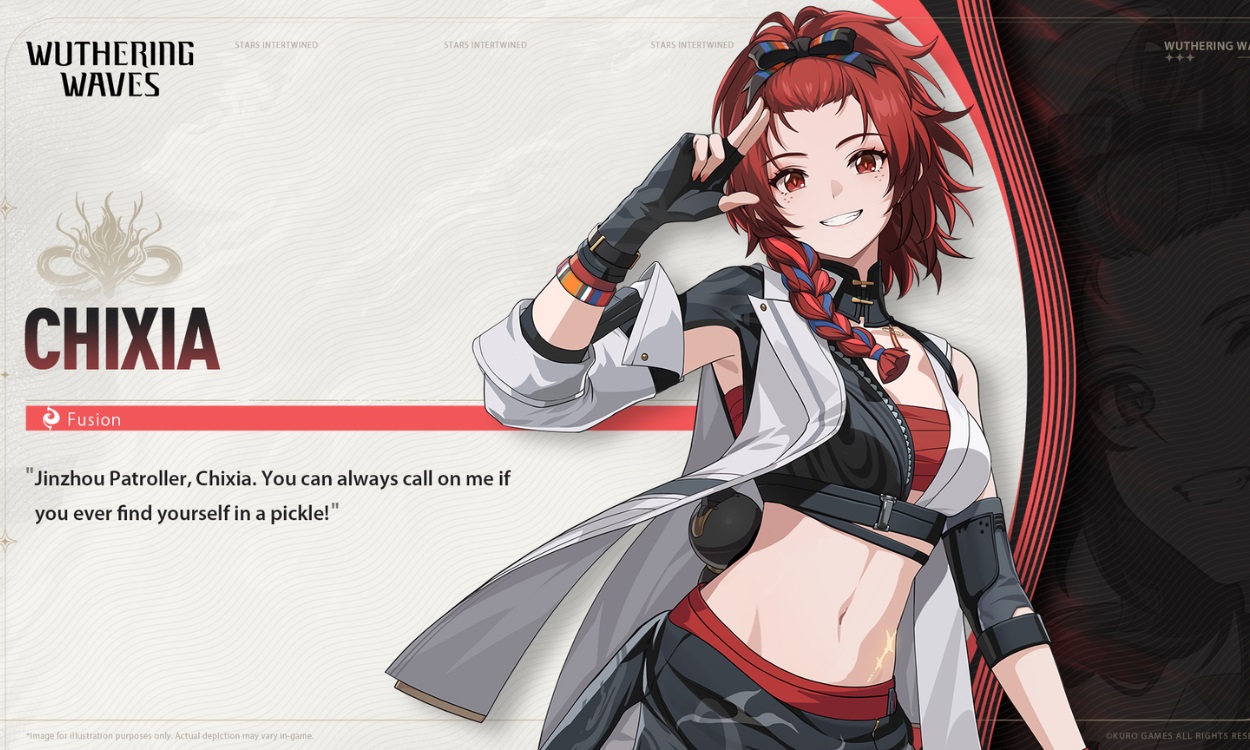 WUTHERING
WAVES
STARS INTERTWINED
STARS INTERTWINED
STARS INTERTWINED
WUTHERING WA
CHIXIA
Fusion
"Jinzhou Patroller, Chixia. You can always call on me if
you ever find yourself in a pickle!"
*Image for illustration purposes only. Actual depiction may vary in-game.
©KURO GAMES ALL RIGHTS RESE